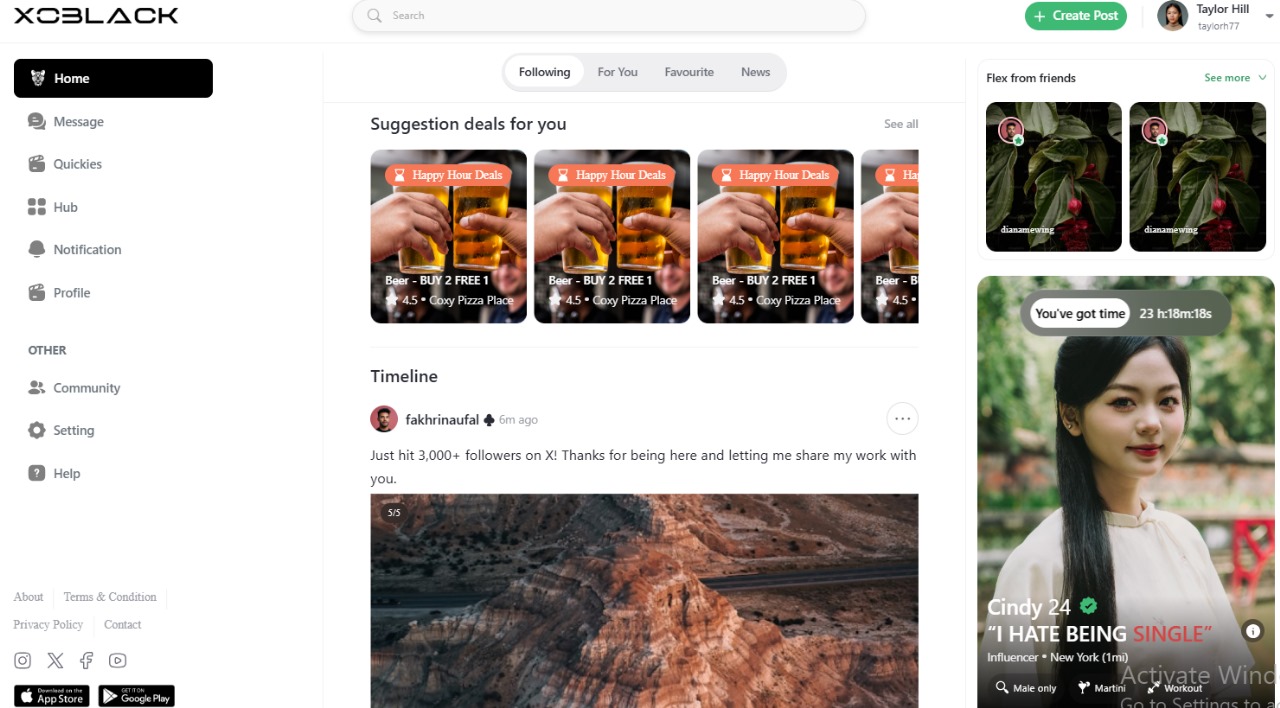 XOBLACK
Search
Create Post
Taylor Hill
taylorh77
Home
Message
Quickies
Hub
Notification
Profile
OTHER
Community
Setting
Help
About
Terms & Condition
Privacy Policy
Contact
Download on the
App Store
GET IT ON
Google Play
Following
For You
Favourite
News
Suggestion deals for you
See all
Happy Hour Deals
Beer - BUY 2 FREE 1
4.5 • Coxy Pizza Place
Happy Hour Deals
Beer - BUY 2 FREE 1
4.5 • Coxy Pizza Place
Happy Hour Deals
Beer - BUY 2 FREE 1
4.5 • Coxy Pizza Place
Ha
Beer - B
4.5 •
Timeline
fakhrinaufal 6m ago
Just hit 3,000+ followers on X! Thanks for being here and letting me share my work with
you.
5/5
Flex from friends
See more
dianamewing
dianamewing
You've got time
23 h:18m:18s
Cindy 24
“I HATE BEING SINGLE”
Influencer • New York (1mi)
Male only
Martini
Workout
Activate Wind
Go to Settings to a